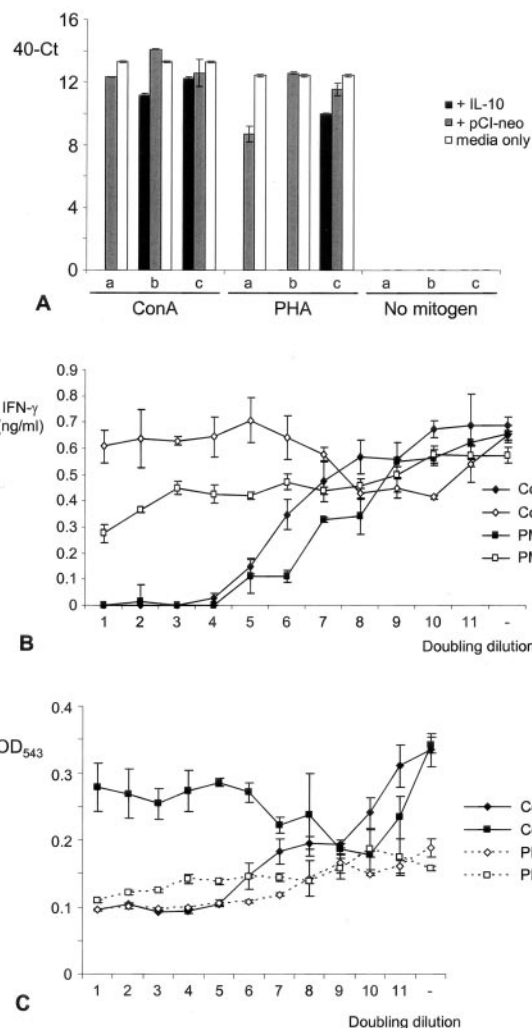 40-Ct
16
12
8
4
0
a b c a b c a b c
ConA PHA No mitogen
+ IL-10
+ pCI-neo
media only
A
IFN-γ
(ng/ml)
0.8
0.7
0.6
0.5
0.4
0.3
0.2
0.1
0
1 2 3 4 5 6 7 8 9 10 11 -
Doubling dilution
B
OD543
0.4
0.3
0.2
0.1
0
1 2 3 4 5 6 7 8 9 10 11 -
Doubling dilution
C